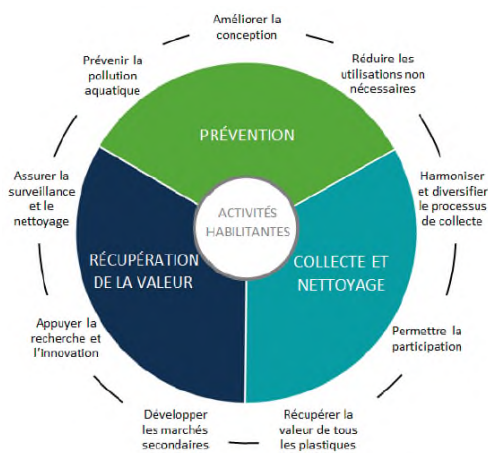 Améliorer la
conception
Réduire les
utilisations non
nécessaires
Harmoniser
et diversifier
le processus
de collecte
Permettre la
participation
Récupérer la
valeur de tous
les plastiques
Développer
les marchés
secondaires
Appuyer la
recherche et
l'Innovation
Assurer la
surveillance
et le
nettoyage
Prévenir la
pollution
aquatique
PRÉVENTION
COLLECTE ET
NETTOYAGE
RÉCUPÉRATION
DE LA VALEUR
ACTIVITÉS
HABILITANTES